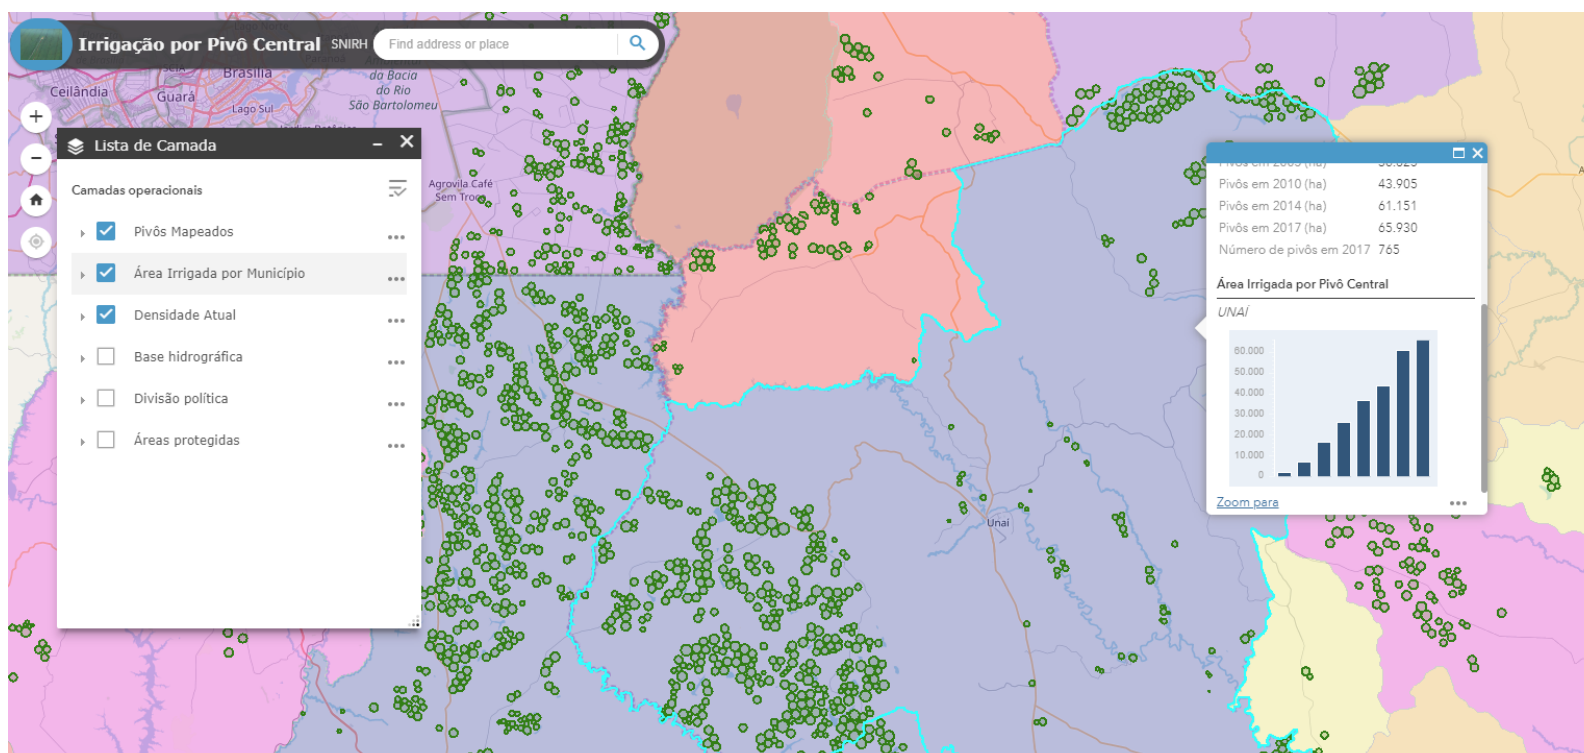 Irrigação por Pivô Central SNIRH
Find address or place
Brasília
Ceilândia
Guará
Lago Sul
da Bacia
do Rio
São Bartolomeu
+
−
Lista de Camada
Camadas operacionais
Pivôs Mapeados
Área Irrigada por Município
Densidade Atual
Base hidrográfica
Divisão política
Áreas protegidas
Agrovila Café
Sem Troco
Unaí
Pivôs em 2010 (ha) 43.905
Pivôs em 2014 (ha) 61.151
Pivôs em 2017 (ha) 65.930
Número de pivôs em 2017 765
Área Irrigada por Pivô Central
UNAÍ
60.000
50.000
40.000
30.000
20.000
10.000
0
Zoom para